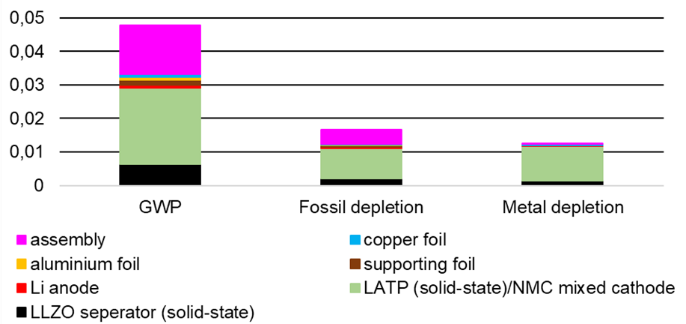 0,05
0,04
0,03
0,02
0,01
0
GWP Fossil depletion Metal depletion
assembly copper foil
aluminium foil supporting foil
Li anode LATP (solid-state)/NMC mixed cathode
LLZO seperator (solid-state)